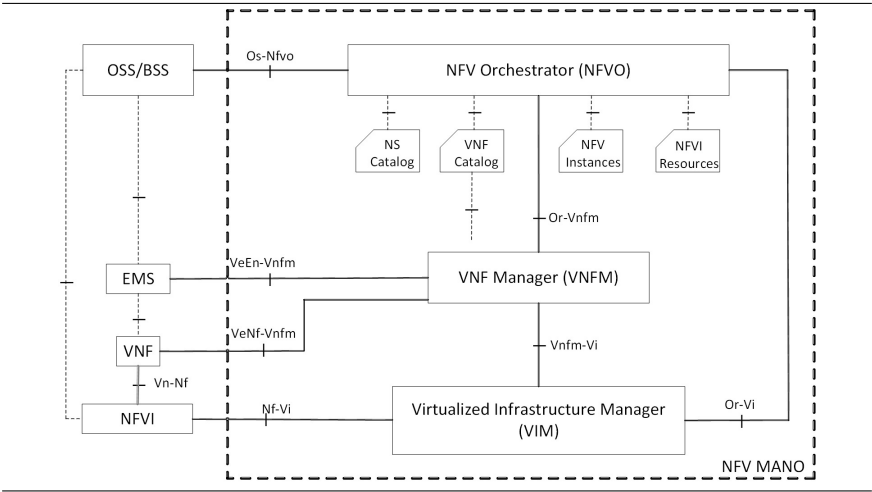 Os-Nfvo
OSS/BSS
NFV Orchestrator (NFVO)
NS
Catalog
VNF
Catalog
NFV
Instances
NFVI
Resources
Or-Vnfm
VeEn-Vnfm
EMS
VNF Manager (VNFM)
VeNf-Vnfm
VNF
Vnfm-Vi
Vn-Nf
NFVI
Nf-Vi
Virtualized Infrastructure Manager
(VIM)
Or-Vi
NFV MANO